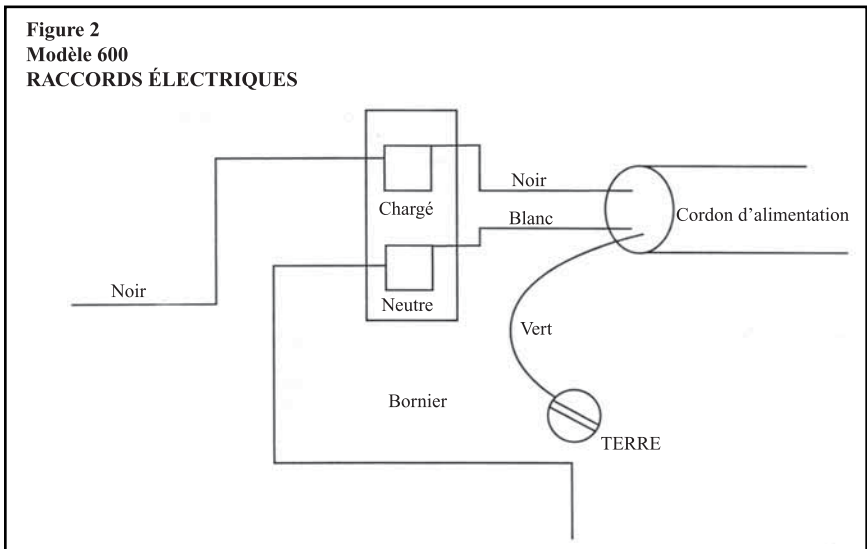 Figure 2
Modèle 600
RACCORDS ÉLECTRIQUES
Noir
Chargé
Blanc
Cordon d'alimentation
Noir
Neutre
Vert
Bornier
TERRE